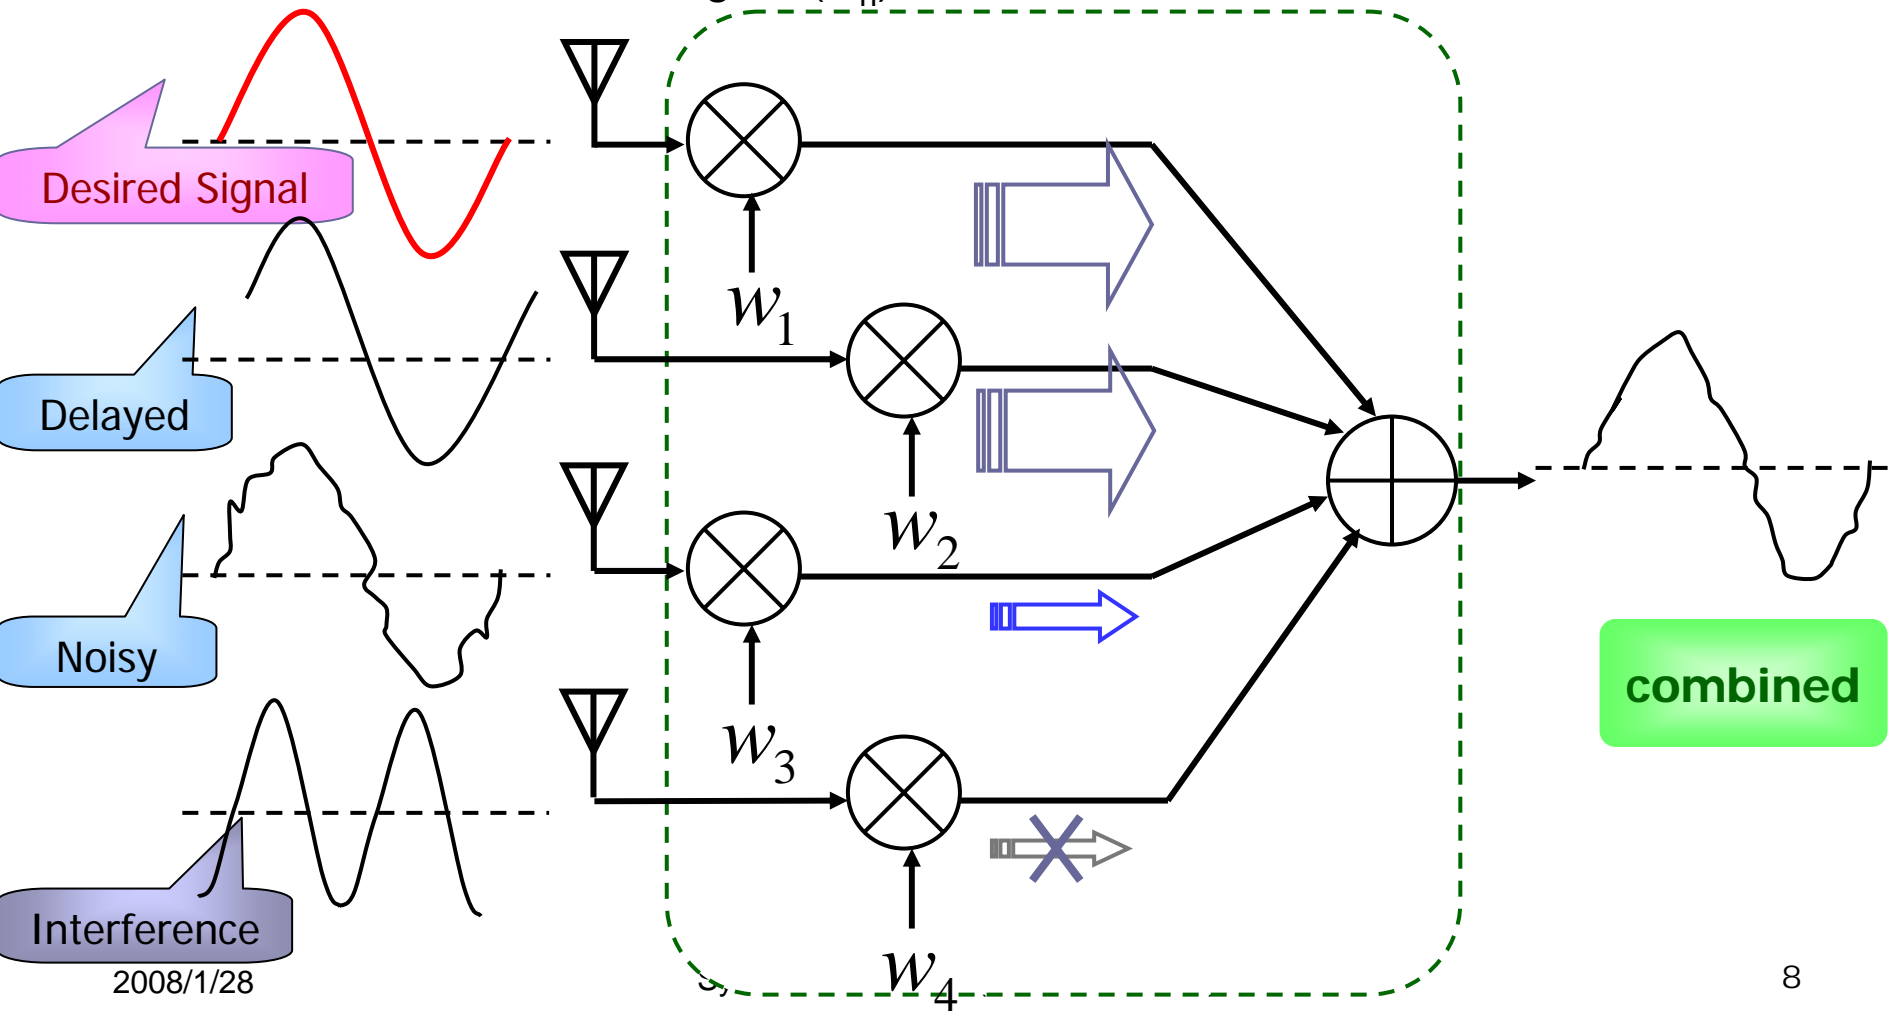 Desired Signal
w1
Delayed
w2
Noisy
combined
w3
Interference
w4
2008/1/28
8